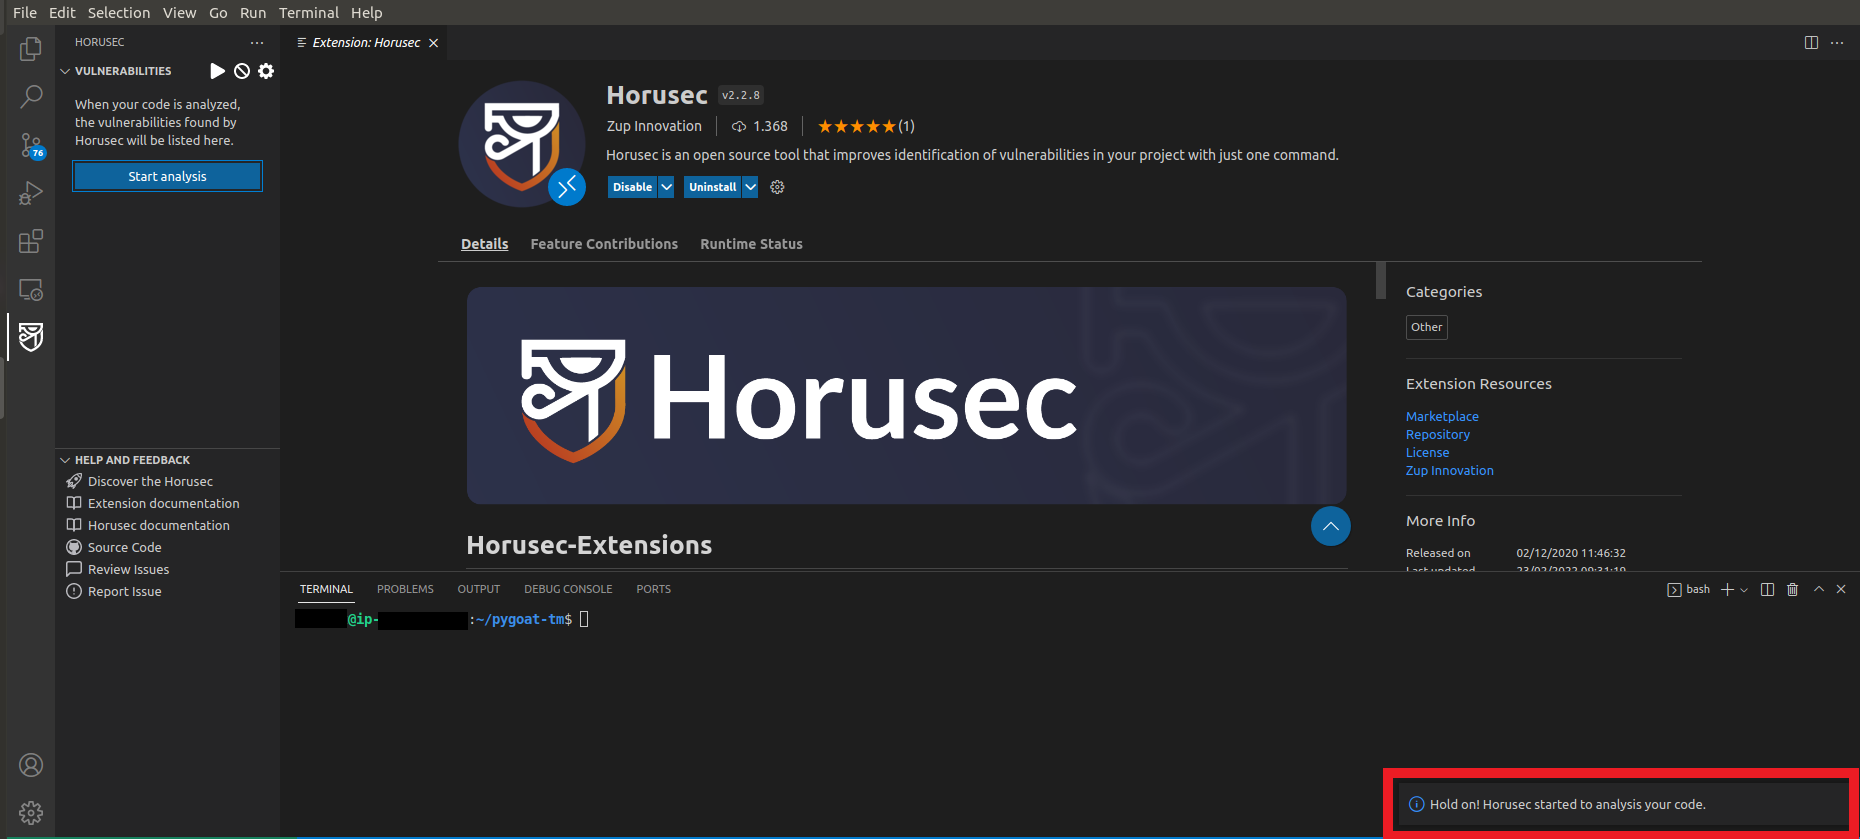 File Edit Selection View Go Run Terminal Help
HORUSEC
Extension: Horusec
VULNERABILITIES
When your code is analyzed,
the vulnerabilities found by
Horusec will be listed here.
Start analysis
76
Horusec v2.2.8
Zup Innovation 1.368 (1)
Horusec is an open source tool that improves identification of vulnerabilities in your project with just one command.
Disable Uninstall
Details Feature Contributions Runtime Status
Horusec
Horusec-Extensions
Categories
Other
Extension Resources
Marketplace
Repository
License
Zup Innovation
More Info
Released on 02/12/2020 11:46:32
Last updated 23/02/2022 09:31:19
HELP AND FEEDBACK
Discover the Horusec
Extension documentation
Horusec documentation
Source Code
Review Issues
Report Issue
TERMINAL PROBLEMS OUTPUT DEBUG CONSOLE PORTS
bash
@ip- :~/pygoat-tm$
Hold on! Horusec started to analysis your code.